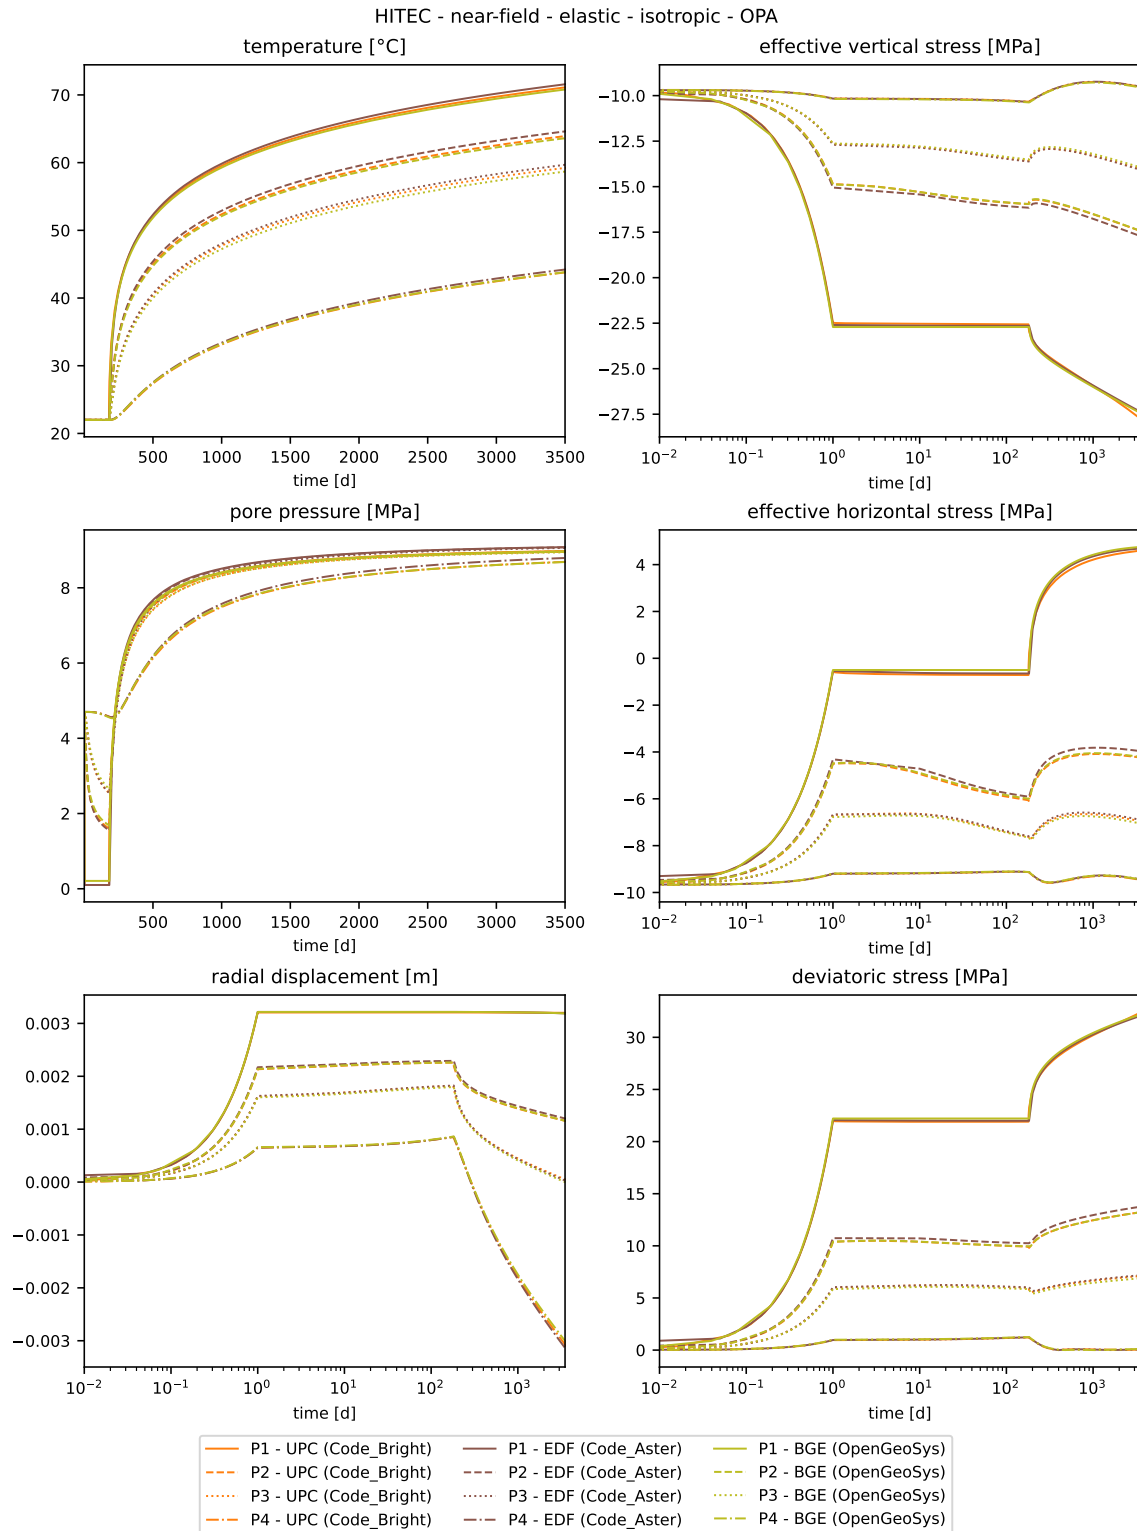 HITEC - near-field - elastic - isotropic - OPA
temperature [°C]
70
60
50
40
30
20
500 1000 1500 2000 2500 3000 3500
time [d]
effective vertical stress [MPa]
−10.0
−12.5
−15.0
−17.5
−20.0
−22.5
−25.0
−27.5
10⁻² 10⁻¹ 10⁰ 10¹ 10² 10³
time [d]
pore pressure [MPa]
8
6
4
2
0
500 1000 1500 2000 2500 3000 3500
time [d]
effective horizontal stress [MPa]
4
2
0
−2
−4
−6
−8
−10
10⁻² 10⁻¹ 10⁰ 10¹ 10² 10³
time [d]
radial displacement [m]
0.003
0.002
0.001
0.000
−0.001
−0.002
−0.003
10⁻² 10⁻¹ 10⁰ 10¹ 10² 10³
time [d]
deviatoric stress [MPa]
30
25
20
15
10
5
0
10⁻² 10⁻¹ 10⁰ 10¹ 10² 10³
time [d]
P1 - UPC (Code_Bright)
P2 - UPC (Code_Bright)
P3 - UPC (Code_Bright)
P4 - UPC (Code_Bright)
P1 - EDF (Code_Aster)
P2 - EDF (Code_Aster)
P3 - EDF (Code_Aster)
P4 - EDF (Code_Aster)
P1 - BGE (OpenGeoSys)
P2 - BGE (OpenGeoSys)
P3 - BGE (OpenGeoSys)
P4 - BGE (OpenGeoSys)